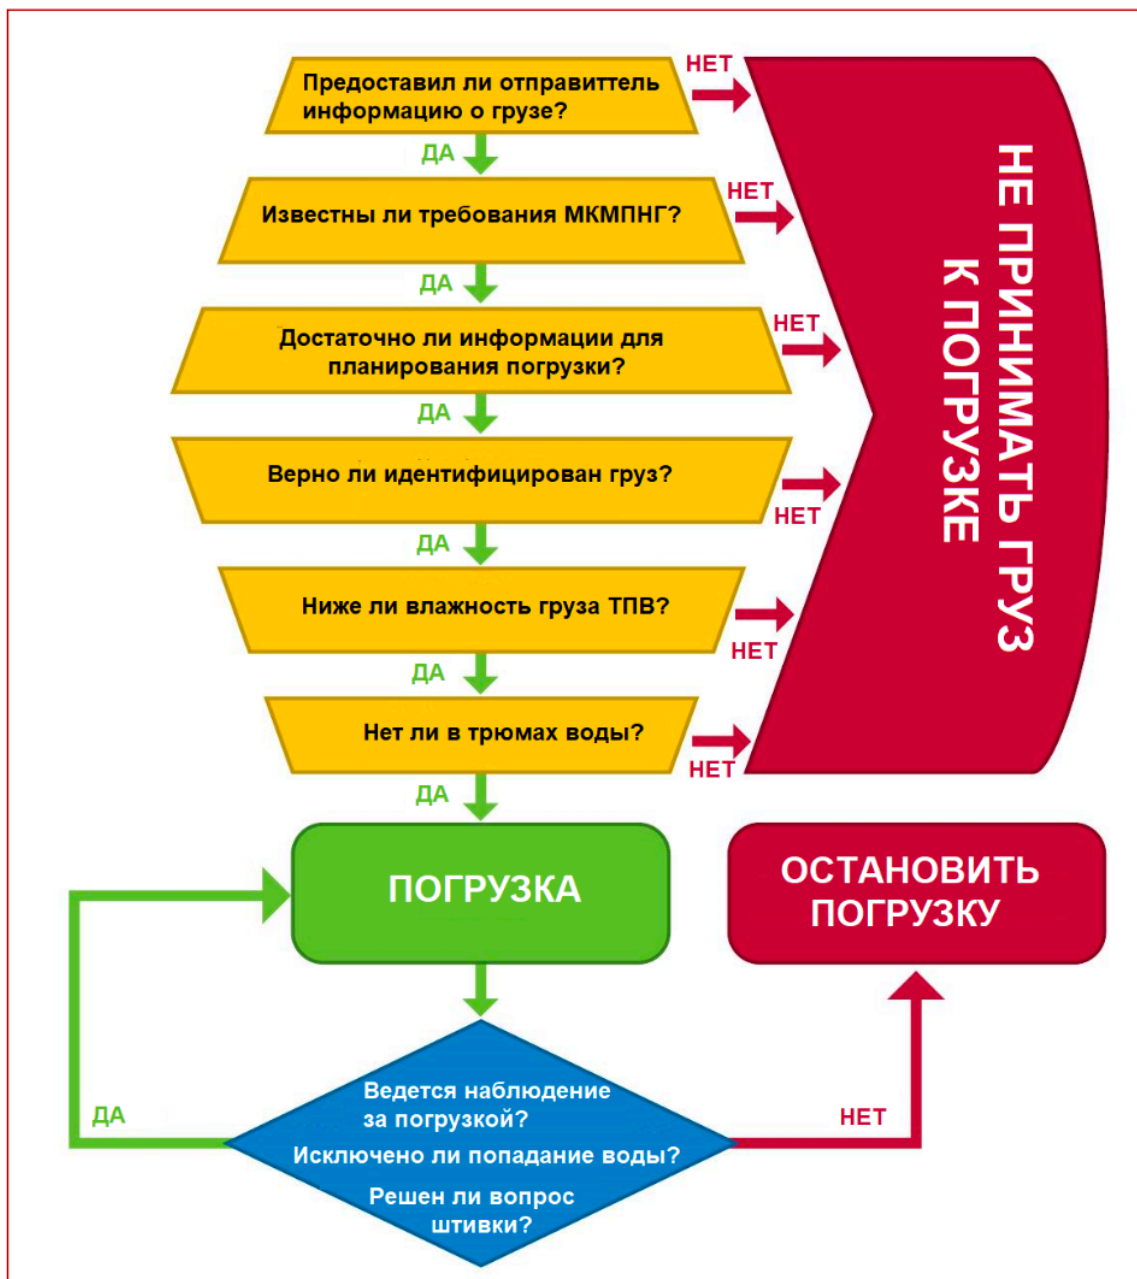 Предоставил ли отправиттель
информацию о грузе?
НЕТ
ДА
Известны ли требования МКМПНГ?
НЕТ
ДА
Достаточно ли информации для
планирования погрузки?
НЕТ
ДА
Верно ли идентифицирован груз?
НЕТ
ДА
Ниже ли влажность груза ТПВ?
НЕТ
ДА
Нет ли в трюмах воды?
НЕТ
ДА
НЕ ПРИНИМАТЬ ГРУЗ
К ПОГРУЗКЕ
ПОГРУЗКА
ОСТАНОВИТЬ
ПОГРУЗКУ
Ведется наблюдение
за погрузкой?
Исключено ли попадание воды?
Решен ли вопрос
штивки?
ДА
НЕТ